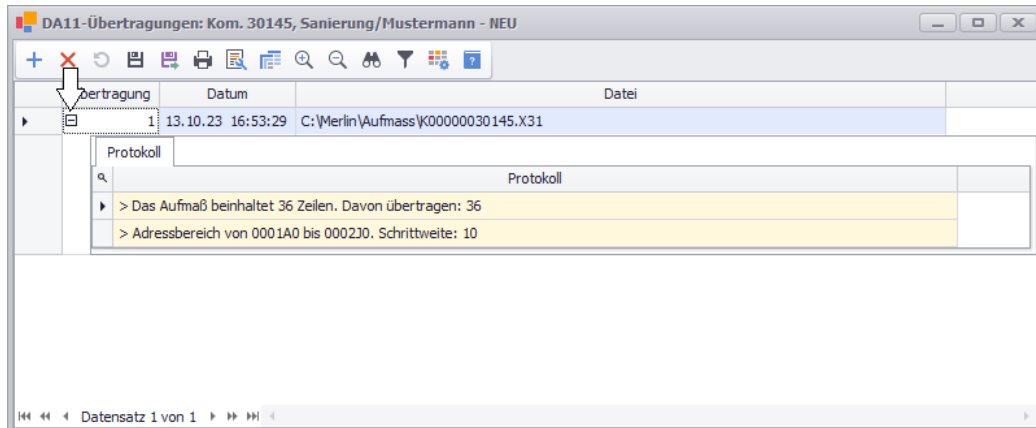 DA11-Übertragungen: Kom. 30145, Sanierung/Mustermann - NEU
bertragung Datum Datei
1 13.10.23 16:53:29 C:\Merlin\Aufmass\K00000030145.X31
Protokoll
Protokoll
> Das Aufmaß beinhaltet 36 Zeilen. Davon übertragen: 36
> Adressbereich von 0001A0 bis 0002J0. Schrittweite: 10
Datensatz 1 von 1